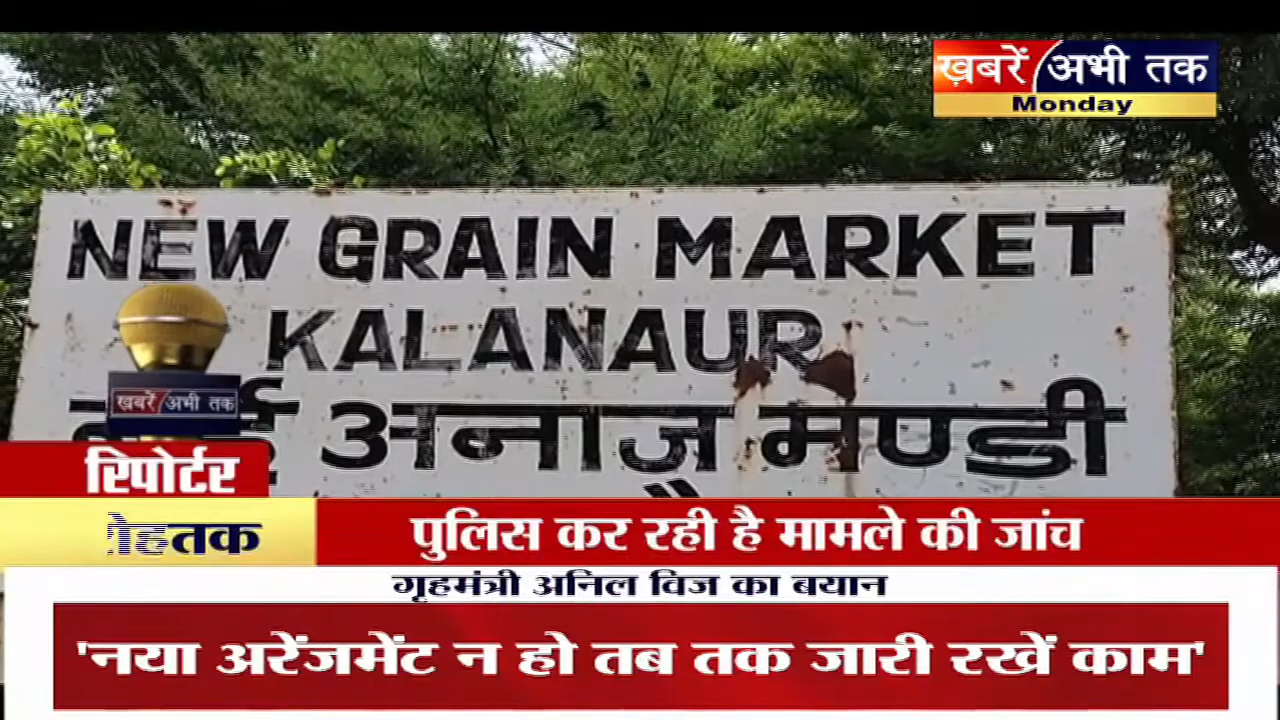 ख़बरें अभी तक
Monday
NEW GRAIN MARKET
KALANAUR
ख़बरें अभी तक
अनाज मण्डी
रिपोर्टर
पुलिस कर रही है मामले की जांच
गृहमंत्री अनिल विज का बयान
'नया अरेंजमेंट न हो तब तक जारी रखें काम'